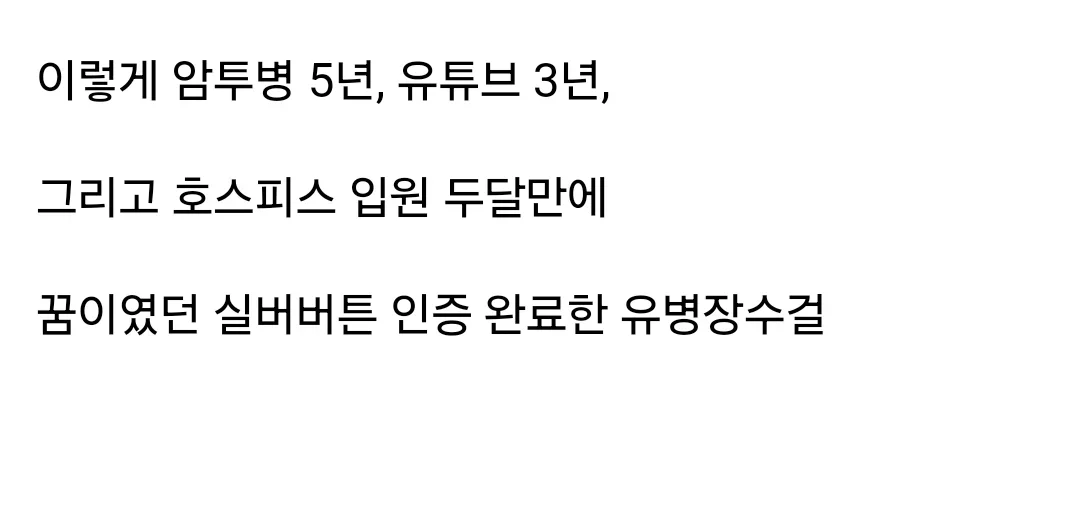 이렇게 암투병 5년, 유튜브 3년,
그리고 호스피스 입원 두달만에
꿈이였던 실버버튼 인증 완료한 유병장수걸